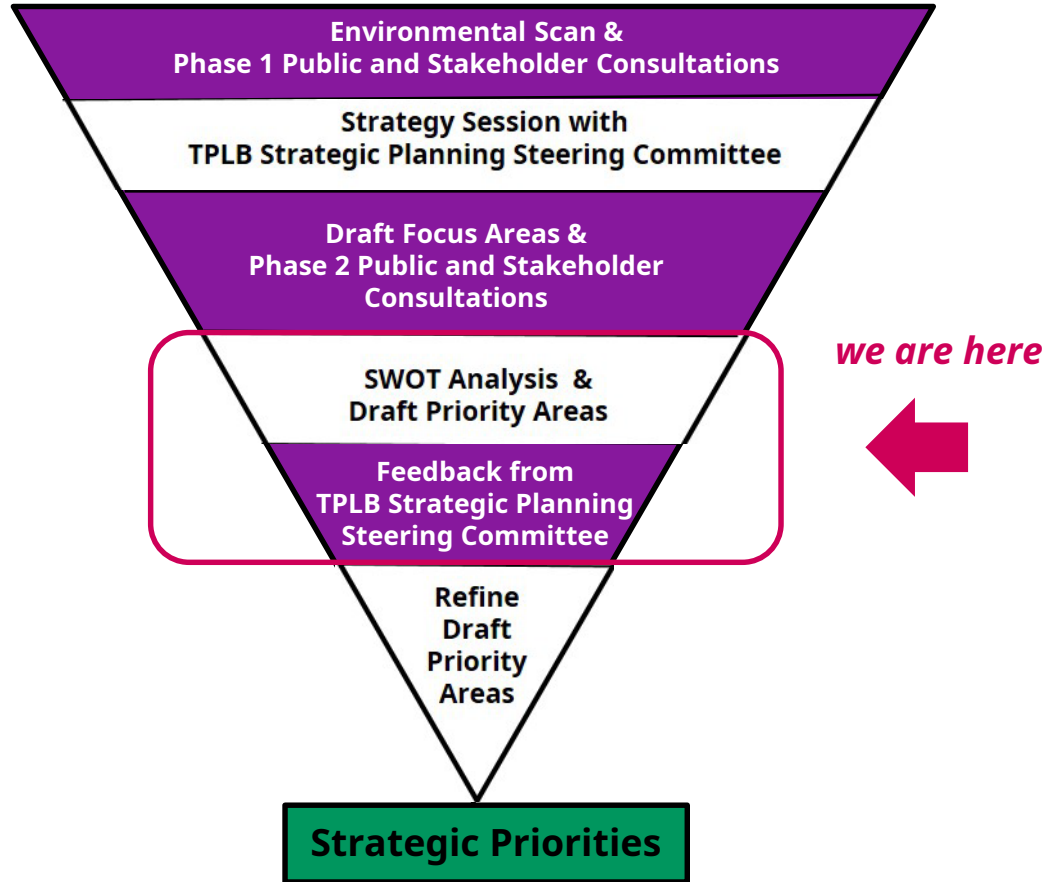 Environmental Scan &
Phase 1 Public and Stakeholder Consultations
Strategy Session with
TPLB Strategic Planning Steering Committee
Draft Focus Areas &
Phase 2 Public and Stakeholder
Consultations
we are here
SWOT Analysis &
Draft Priority Areas
Feedback from
TPLB Strategic Planning
Steering Committee
Refine
Draft
Priority
Areas
Strategic Priorities